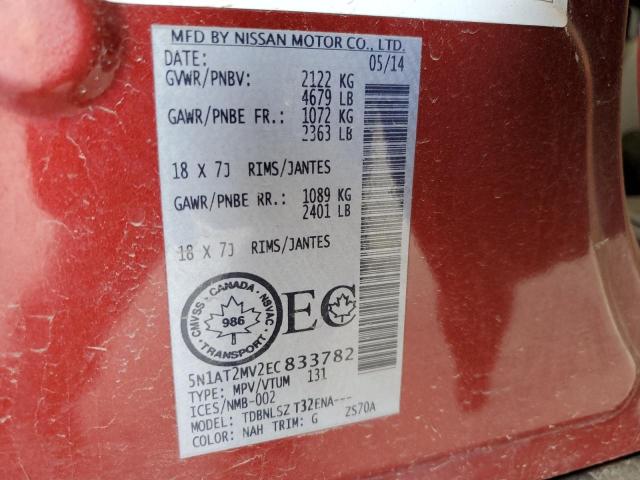 MFD BY NISSAN MOTOR CO., LTD.
DATE: 05/14
GVWR/PNBV: 2122 KG
4679 LB
GAWR/PNBE FR.: 1072 KG
2363 LB
18 X 7J RIMS/JANTES
GAWR/PNBE RR.: 1089 KG
2401 LB
18 X 7J RIMS/JANTES
CMVSS · CANADA · NSVAC · TRANSPORT
986
EC
5N1AT2MV2EC833782
TYPE: MPV/VTUM 131
ICES/NMB-002
MODEL: TDBNLSZ T32ENA---
COLOR: NAH TRIM: G ZS70A